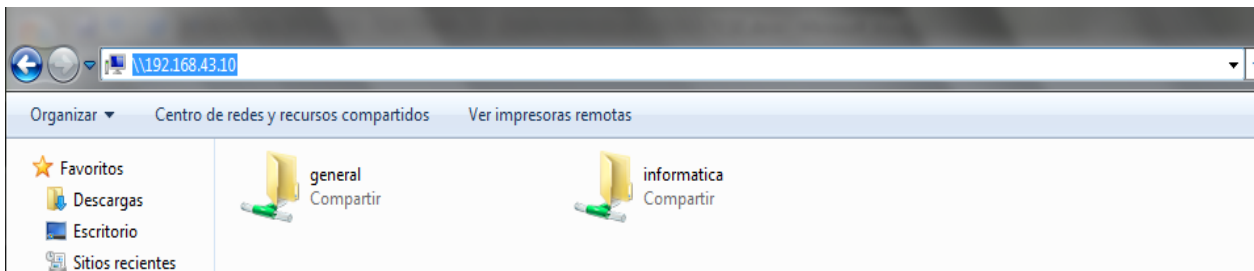 \\192.168.43.10
Organizar Centro de redes y recursos compartidos Ver impresoras remotas
Favoritos
Descargas
Escritorio
Sitios recientes
general
Compartir
informatica
Compartir